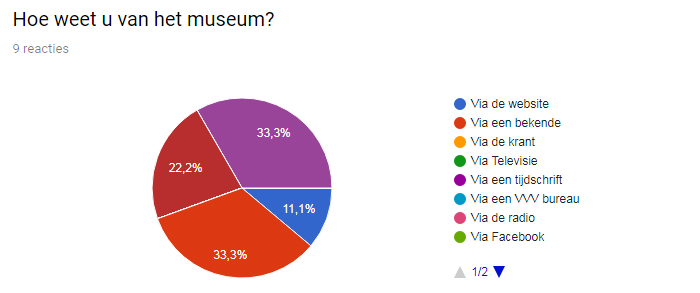 Hoe weet u van het museum?
9 reacties
33,3%
22,2%
11,1%
33,3%
Via de website
Via een bekende
Via de krant
Via Televisie
Via een tijdschrift
Via een VVV bureau
Via de radio
Via Facebook
1/2